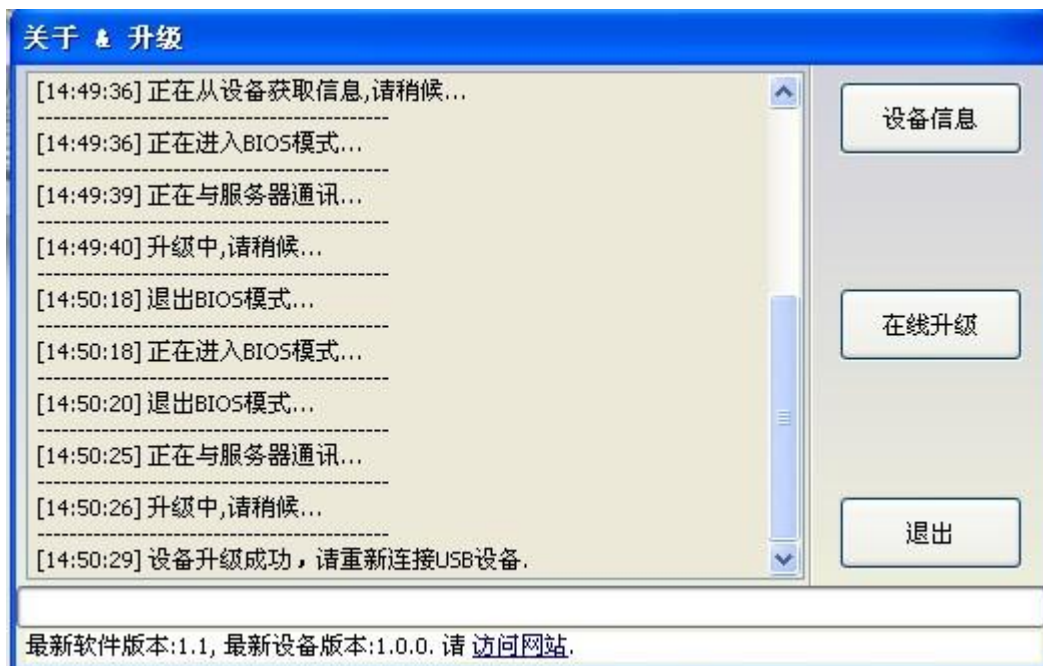 关于 & 升级
[14:49:36] 正在从设备获取信息,请稍候...
[14:49:36] 正在进入BIOS模式...
[14:49:39] 正在与服务器通讯...
[14:49:40] 升级中,请稍候...
[14:50:18] 退出BIOS模式...
[14:50:18] 正在进入BIOS模式...
[14:50:20] 退出BIOS模式...
[14:50:25] 正在与服务器通讯...
[14:50:26] 升级中,请稍候...
[14:50:29] 设备升级成功，请重新连接USB设备.
设备信息
在线升级
退出
最新软件版本:1.1, 最新设备版本:1.0.0. 请 访问网站.